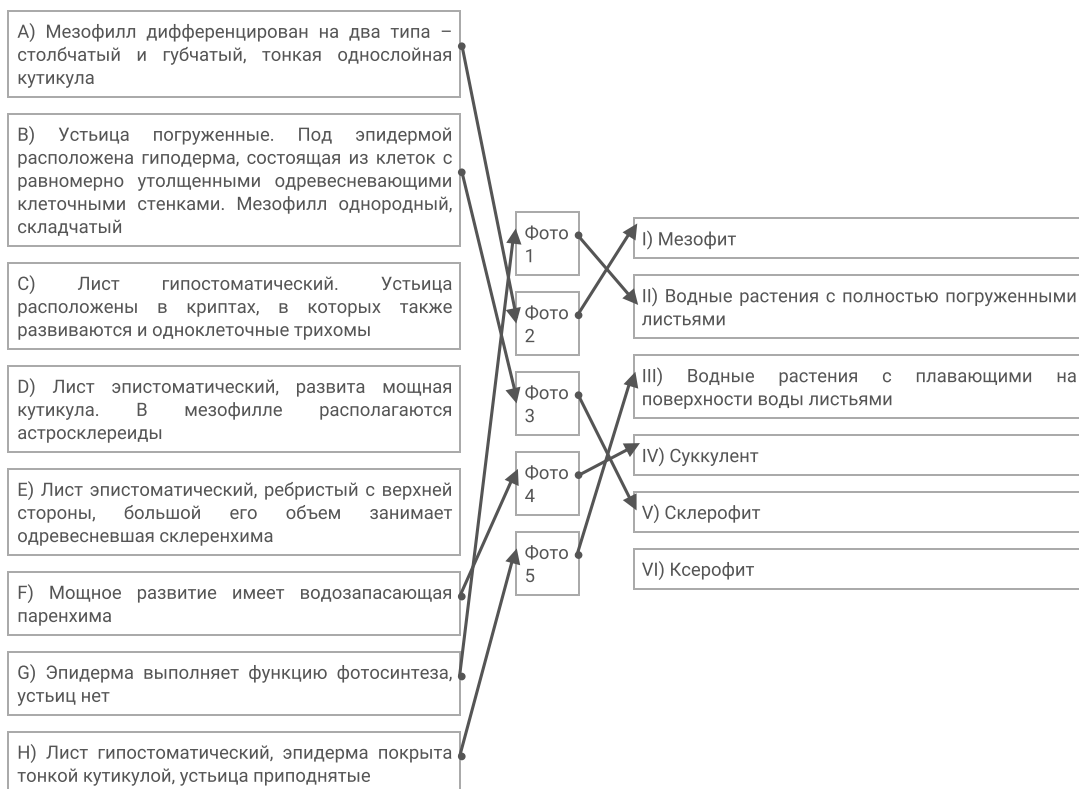 A) Мезофилл дифференцирован на два типа –
столбчатый и губчатый, тонкая однослойная
кутикула
B) Устьица погруженные. Под эпидермой
расположена гиподерма, состоящая из клеток с
равномерно утолщенными одревесневающими
клеточными стенками. Мезофилл однородный,
складчатый
C) Лист гипостоматический. Устьица
расположены в криптах, в которых также
развиваются и одноклеточные трихомы
D) Лист эпистоматический, развита мощная
кутикула. В мезофилле располагаются
астросклереиды
E) Лист эпистоматический, ребристый с верхней
стороны, большой его объем занимает
одревесневшая склеренхима
F) Мощное развитие имеет водозапасающая
паренхима
G) Эпидерма выполняет функцию фотосинтеза,
устьиц нет
H) Лист гипостоматический, эпидерма покрыта
тонкой кутикулой, устьица приподнятые
Фото
1
Фото
2
Фото
3
Фото
4
Фото
5
I) Мезофит
II) Водные растения с полностью погруженными
листьями
III) Водные растения с плавающими на
поверхности воды листьями
IV) Суккулент
V) Склерофит
VI) Ксерофит